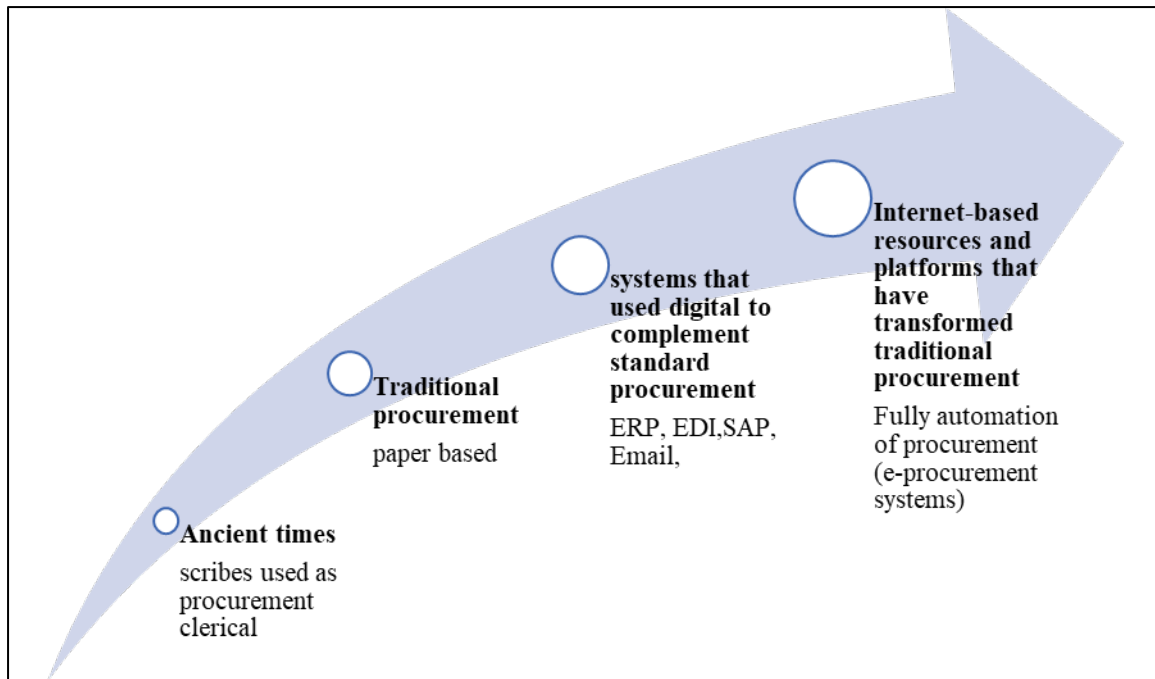 Ancient times
scribes used as
procurement
clerical
Traditional
procurement
paper based
systems that
used digital to
complement
standard
procurement
ERP, EDI,SAP,
Email,
Internet-based
resources and
platforms that
have
transformed
traditional
procurement
Fully automation
of procurement
(e-procurement
systems)